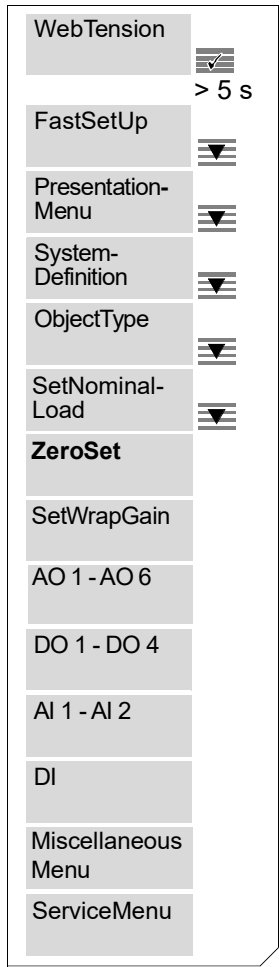 WebTension
> 5 s
FastSetUp
Presentation-
Menu
System-
Definition
ObjectType
SetNominal-
Load
ZeroSet
SetWrapGain
AO 1 - AO 6
DO 1 - DO 4
AI 1 - AI 2
DI
Miscellaneous
Menu
ServiceMenu